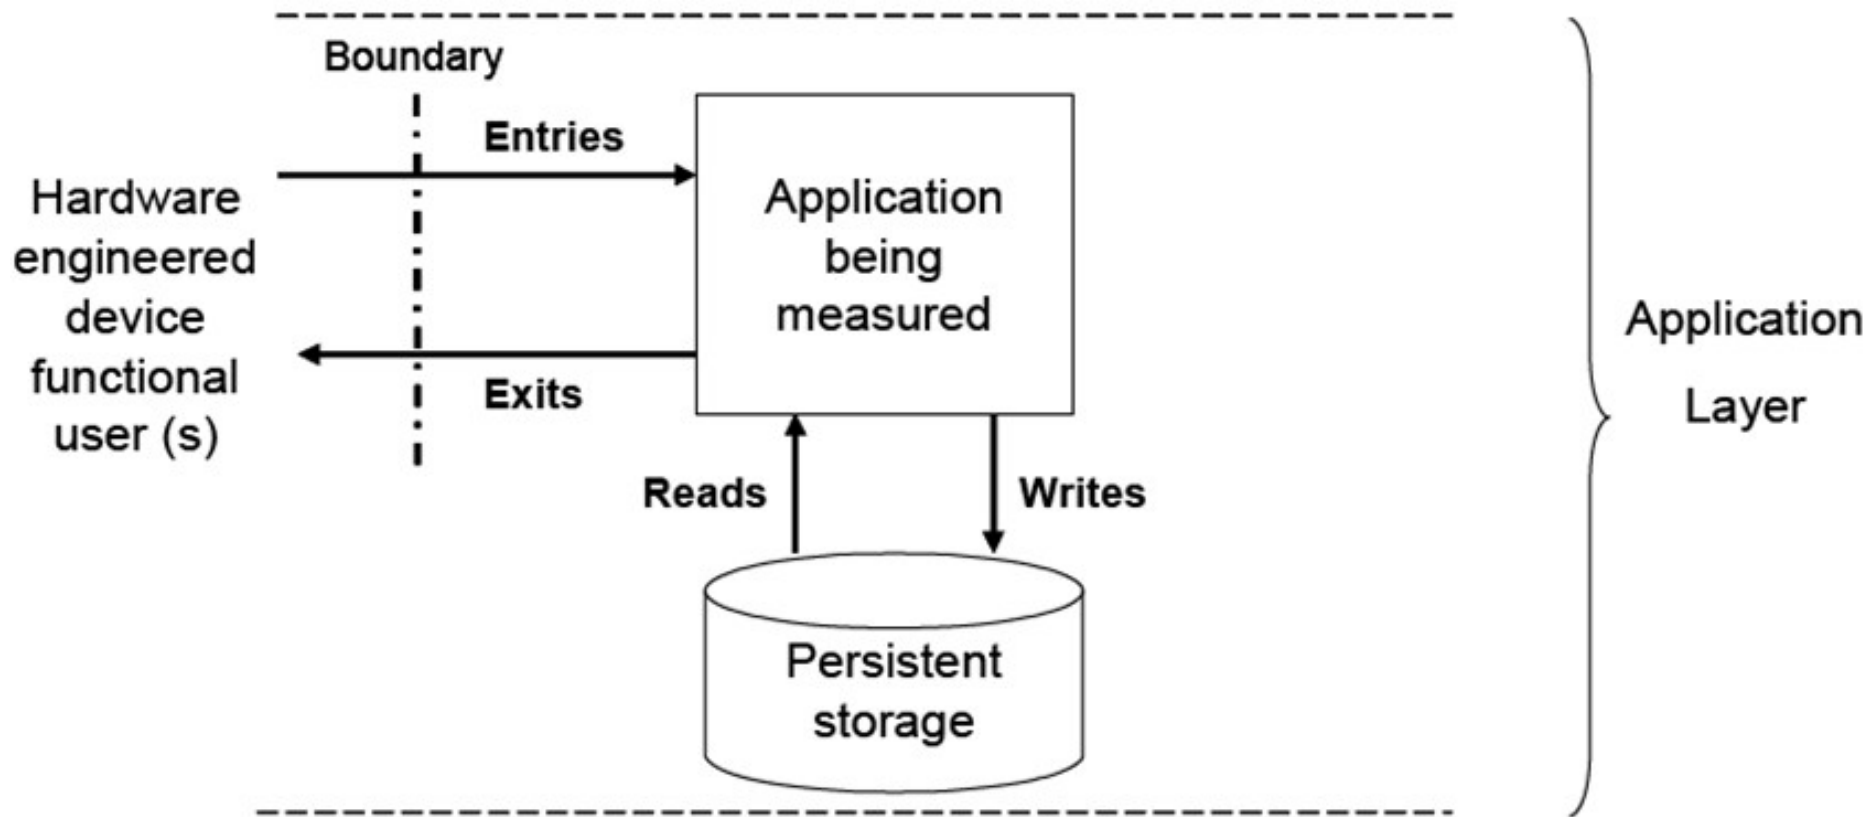 Boundary
Entries
Hardware
engineered
device
functional
user (s)
Application
being
measured
Exits
Application
Layer
Reads
Writes
Persistent
storage